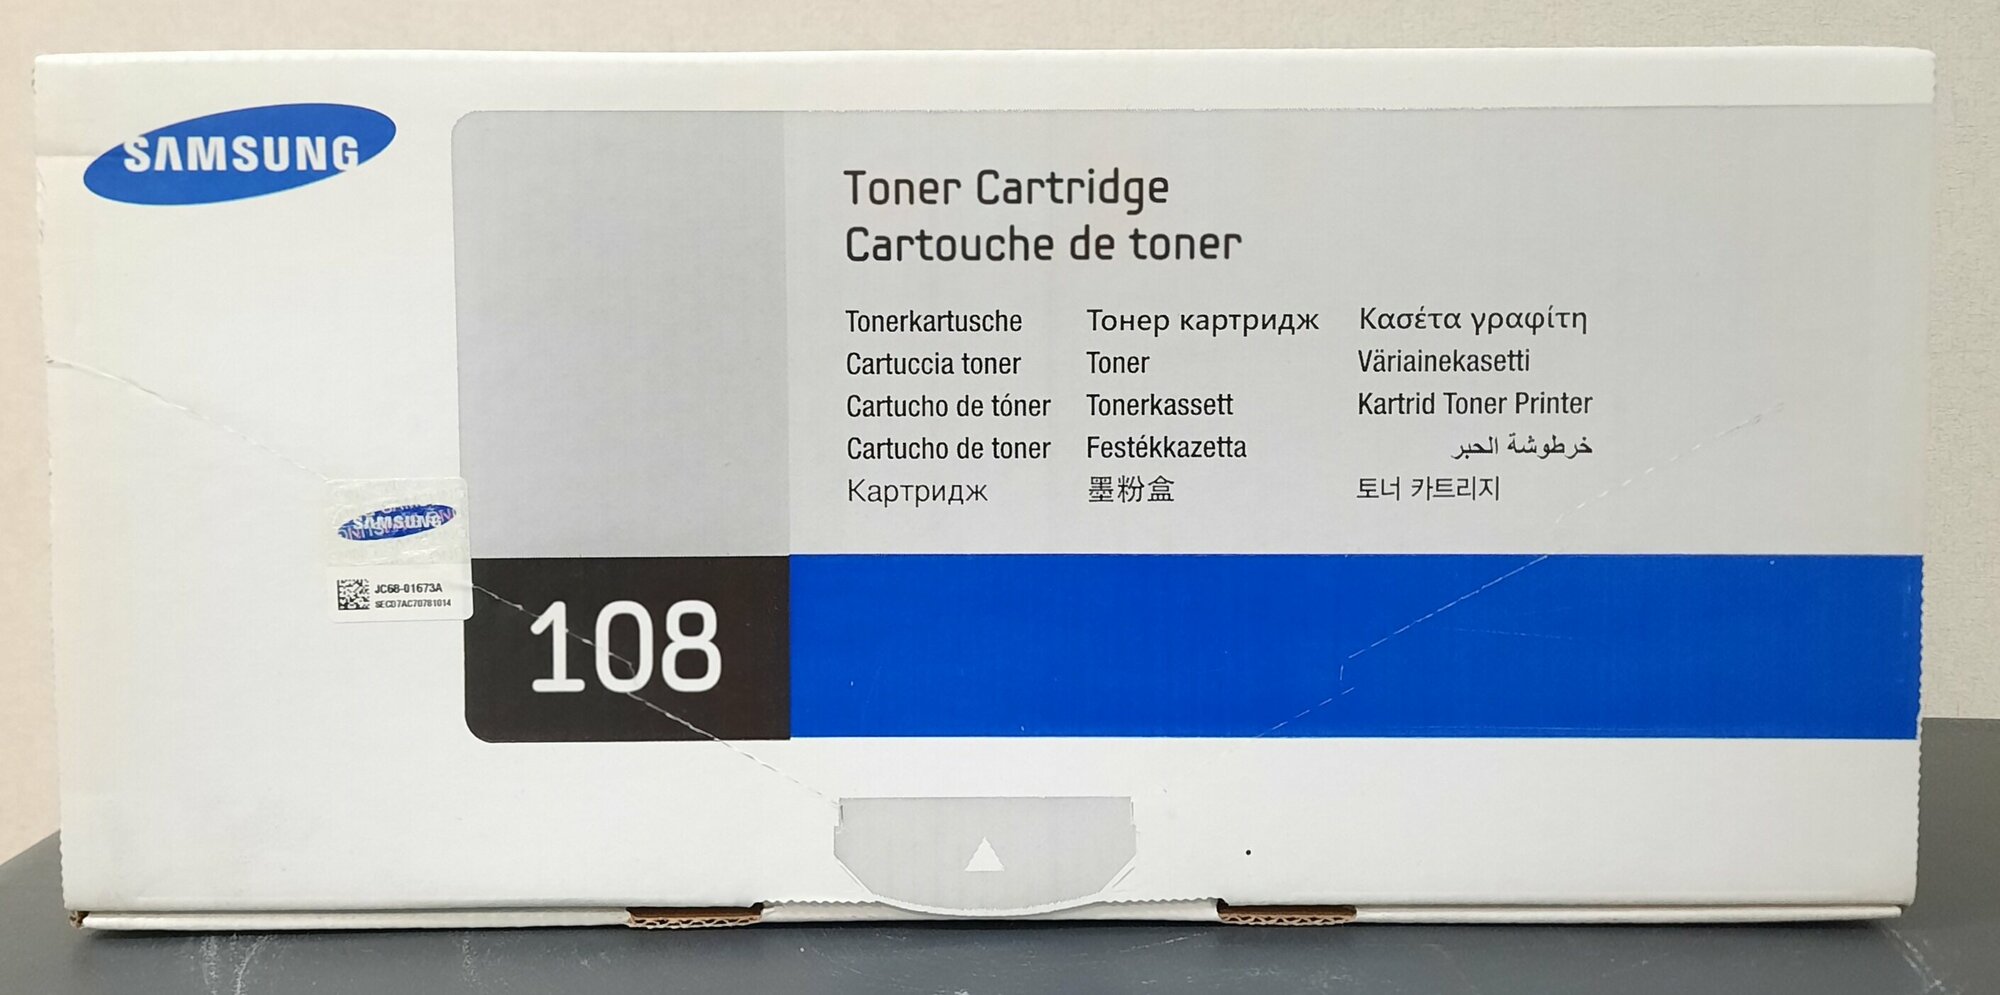 SAMSUNG
Toner Cartridge
Cartouche de toner
Tonerkartusche
Cartuccia toner
Cartucho de tóner
Cartucho de toner
Картридж
Тонер картридж
Toner
Tonerkassett
Festékkazetta
墨粉盒
Κασέτα γραφίτη
Väriainekasetti
Kartrid Toner Printer
خرطوشة الحبر
토너 카트리지
SAMSUNG
JC68-01673A
SEC07AC70781014
108